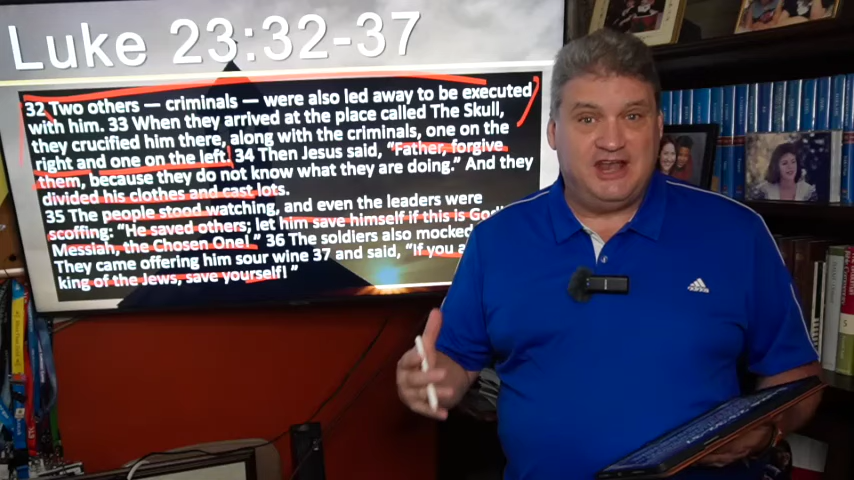 Luke 23:32-37
32 Two others — criminals — were also led away to be executed
with him. 33 When they arrived at the place called The Skull,
they crucified him there, along with the criminals, one on the
right and one on the left. 34 Then Jesus said, “Father, forgive
them, because they do not know what they are doing.” And they
divided his clothes and cast lots.
35 The people stood watching, and even the leaders were
scoffing: “He saved others; let him save himself if this is God
Messiah, the Chosen One! ” 36 The soldiers also mocked
They came offering him sour wine 37 and said, “If you a
king of the Jews, save yourself! ”
adidas